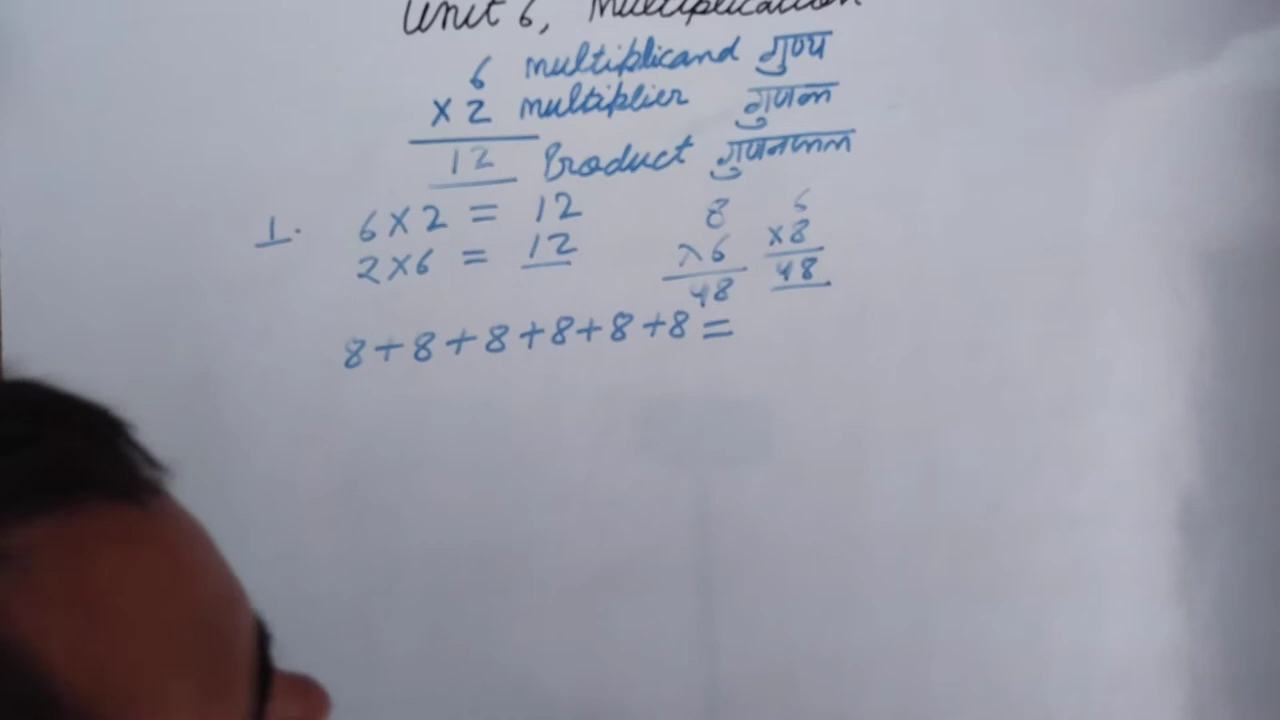 Unit 6, Multiplication
6 multiplicand गुण्य
× 2 multiplier गुणक
12 Product गुणनफल
1. 6 × 2 = 12
2 × 6 = 12
8
× 6
48
6
× 8
48
8 + 8 + 8 + 8 + 8 + 8 =